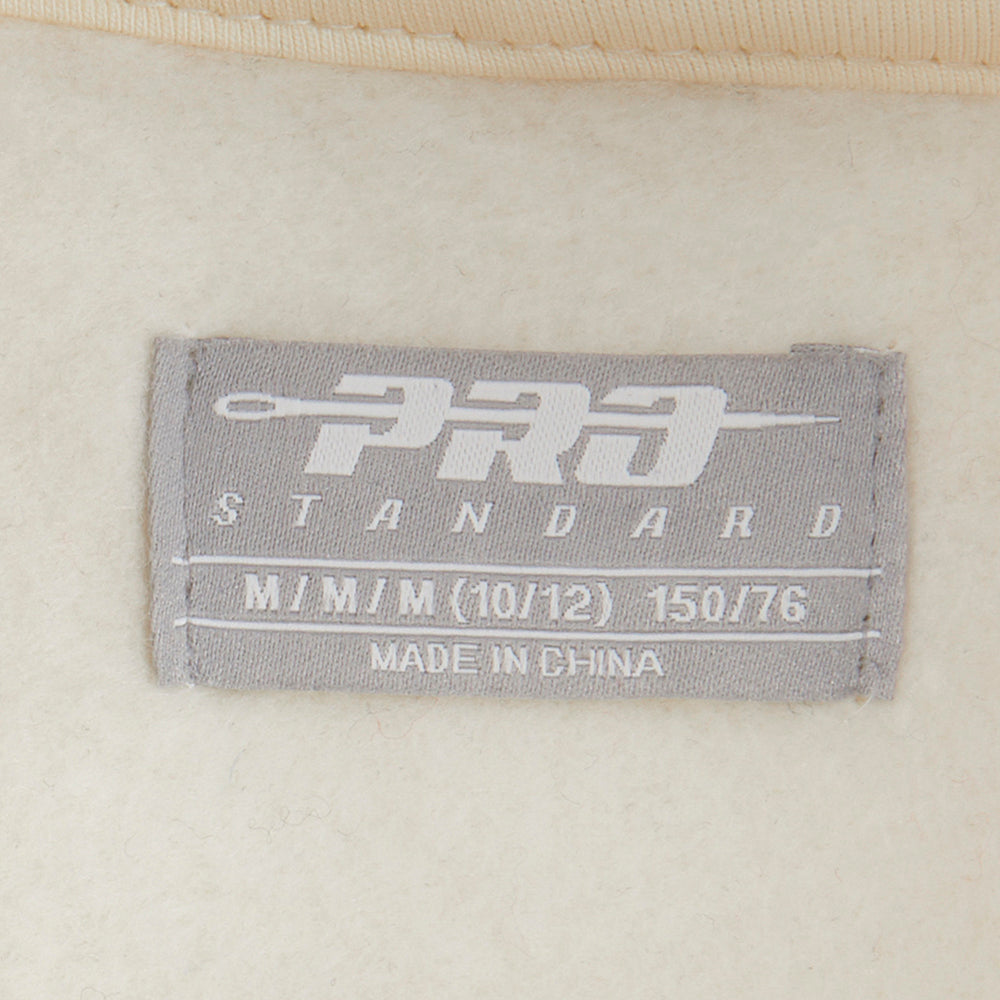 PRO
STANDARD
M/M/M (10/12) 150/76
MADE IN CHINA